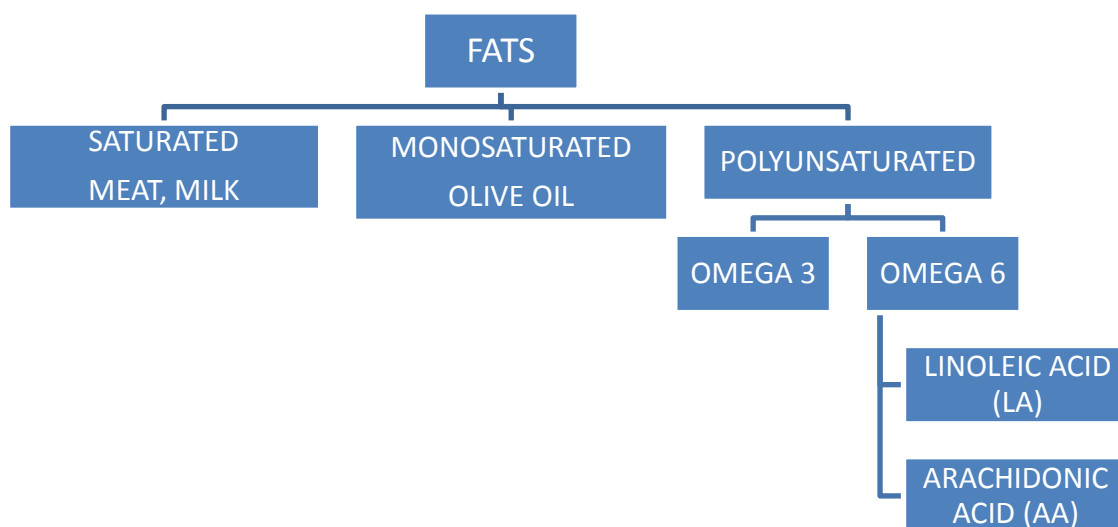 FATS
SATURATED
MEAT, MILK
MONOSATURATED
OLIVE OIL
POLYUNSATURATED
OMEGA 3
OMEGA 6
LINOLEIC ACID
(LA)
ARACHIDONIC
ACID (AA)